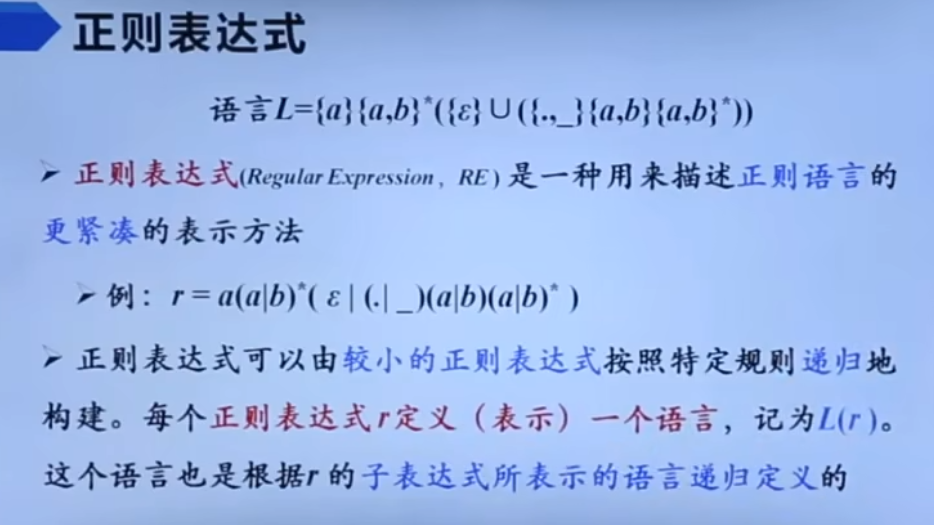 正则表达式
语言L={a}{a,b}*({ε}∪({.,_}{a,b}{a,b}*))
➢ 正则表达式(Regular Expression，RE) 是一种用来描述正则语言的
更紧凑的表示方法
➢ 例：r = a(a|b)*( ε | (.| _)(a|b)(a|b)* )
➢ 正则表达式可以由较小的正则表达式按照特定规则递归地
构建。每个正则表达式r定义（表示）一个语言，记为L(r )。
这个语言也是根据r 的子表达式所表示的语言递归定义的